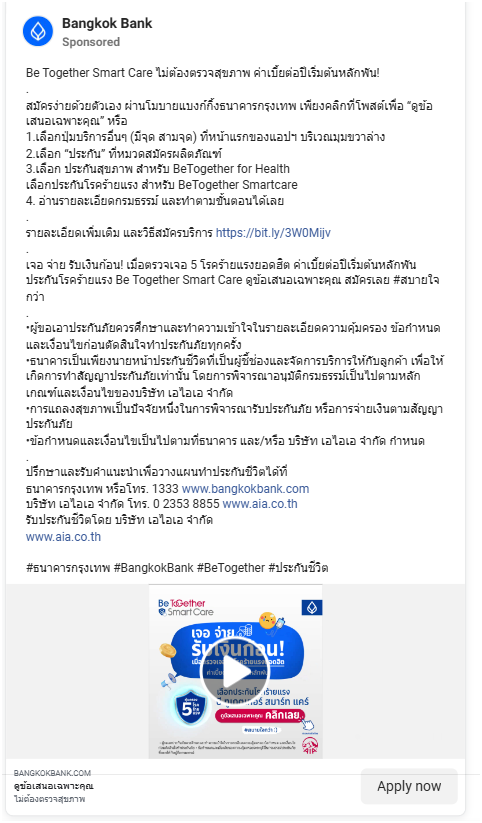 Bangkok Bank
Sponsored
Be Together Smart Care ไม่ต้องตรวจสุขภาพ ค่าเบี้ยต่อปีเริ่มต้นหลักพัน!
.
สมัครง่ายด้วยตัวเอง ผ่านโมบายแบงก์กิ้งธนาคารกรุงเทพ เพียงคลิกที่โพสต์เพื่อ “ดูข้อ
เสนอเฉพาะคุณ” หรือ
1.เลือกปุ่มบริการอื่นๆ (มีจุด สามจุด) ที่หน้าแรกของแอปฯ บริเวณมุมขวาล่าง
2.เลือก “ประกัน” ที่หมวดสมัครผลิตภัณฑ์
3.เลือก ประกันสุขภาพ สำหรับ BeTogether for Health
เลือกประกันโรคร้ายแรง สำหรับ BeTogether Smartcare
4. อ่านรายละเอียดกรมธรรม์ และทำตามขั้นตอนได้เลย
.
รายละเอียดเพิ่มเติม และวิธีสมัครบริการ https://bit.ly/3W0Mijv
.
เจอ จ่าย รับเงินก้อน! เมื่อตรวจเจอ 5 โรคร้ายแรงยอดฮิต ค่าเบี้ยต่อปีเริ่มต้นหลักพัน
ประกันโรคร้ายแรง Be Together Smart Care ดูข้อเสนอเฉพาะคุณ สมัครเลย #สบายใจ
กว่า
.
•ผู้ขอเอาประกันภัยควรศึกษาและทำความเข้าใจในรายละเอียดความคุ้มครอง ข้อกำหนด
และเงื่อนไขก่อนตัดสินใจทำประกันภัยทุกครั้ง
•ธนาคารเป็นเพียงนายหน้าประกันชีวิตที่เป็นผู้ชี้ช่องและจัดการบริการให้กับลูกค้า เพื่อให้
เกิดการทำสัญญาประกันภัยเท่านั้น โดยการพิจารณาอนุมัติกรมธรรม์เป็นไปตามหลัก
เกณฑ์และเงื่อนไขของบริษัท เอไอเอ จำกัด
•การแถลงสุขภาพเป็นปัจจัยหนึ่งในการพิจารณารับประกันภัย หรือการจ่ายเงินตามสัญญา
ประกันภัย
•ข้อกำหนดและเงื่อนไขเป็นไปตามที่ธนาคาร และ/หรือ บริษัท เอไอเอ จำกัด กำหนด
.
ปรึกษาและรับคำแนะนำเพื่อวางแผนทำประกันชีวิตได้ที่
ธนาคารกรุงเทพ หรือโทร. 1333 www.bangkokbank.com
บริษัท เอไอเอ จำกัด โทร. 0 2353 8855 www.aia.co.th
รับประกันชีวิตโดย บริษัท เอไอเอ จำกัด
www.aia.co.th
#ธนาคารกรุงเทพ #BangkokBank #BeTogether #ประกันชีวิต
Be ToGether
Smart Care
เจอ จ่าย
รับเงินก้อน!
5 โรค
เลือกประกันโรคร้ายแรง
บี ทูเกตเตอร์ สมาร์ท แคร์
ดูข้อเสนอเฉพาะคุณ คลิกเลย
#สบายใจกว่า :)
AIA
BANGKOKBANK.COM
ดูข้อเสนอเฉพาะคุณ
ไม่ต้องตรวจสุขภาพ
Apply now